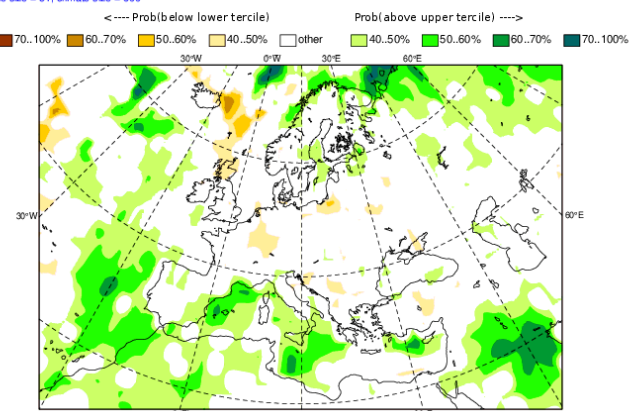 <---- Prob(below lower tercile)    Prob(above upper tercile) ---->
70..100% 60..70% 50..60% 40..50% other 40..50% 50..60% 60..70% 70..100%
30°W 0°W 30°E 60°E
30°W 60°E